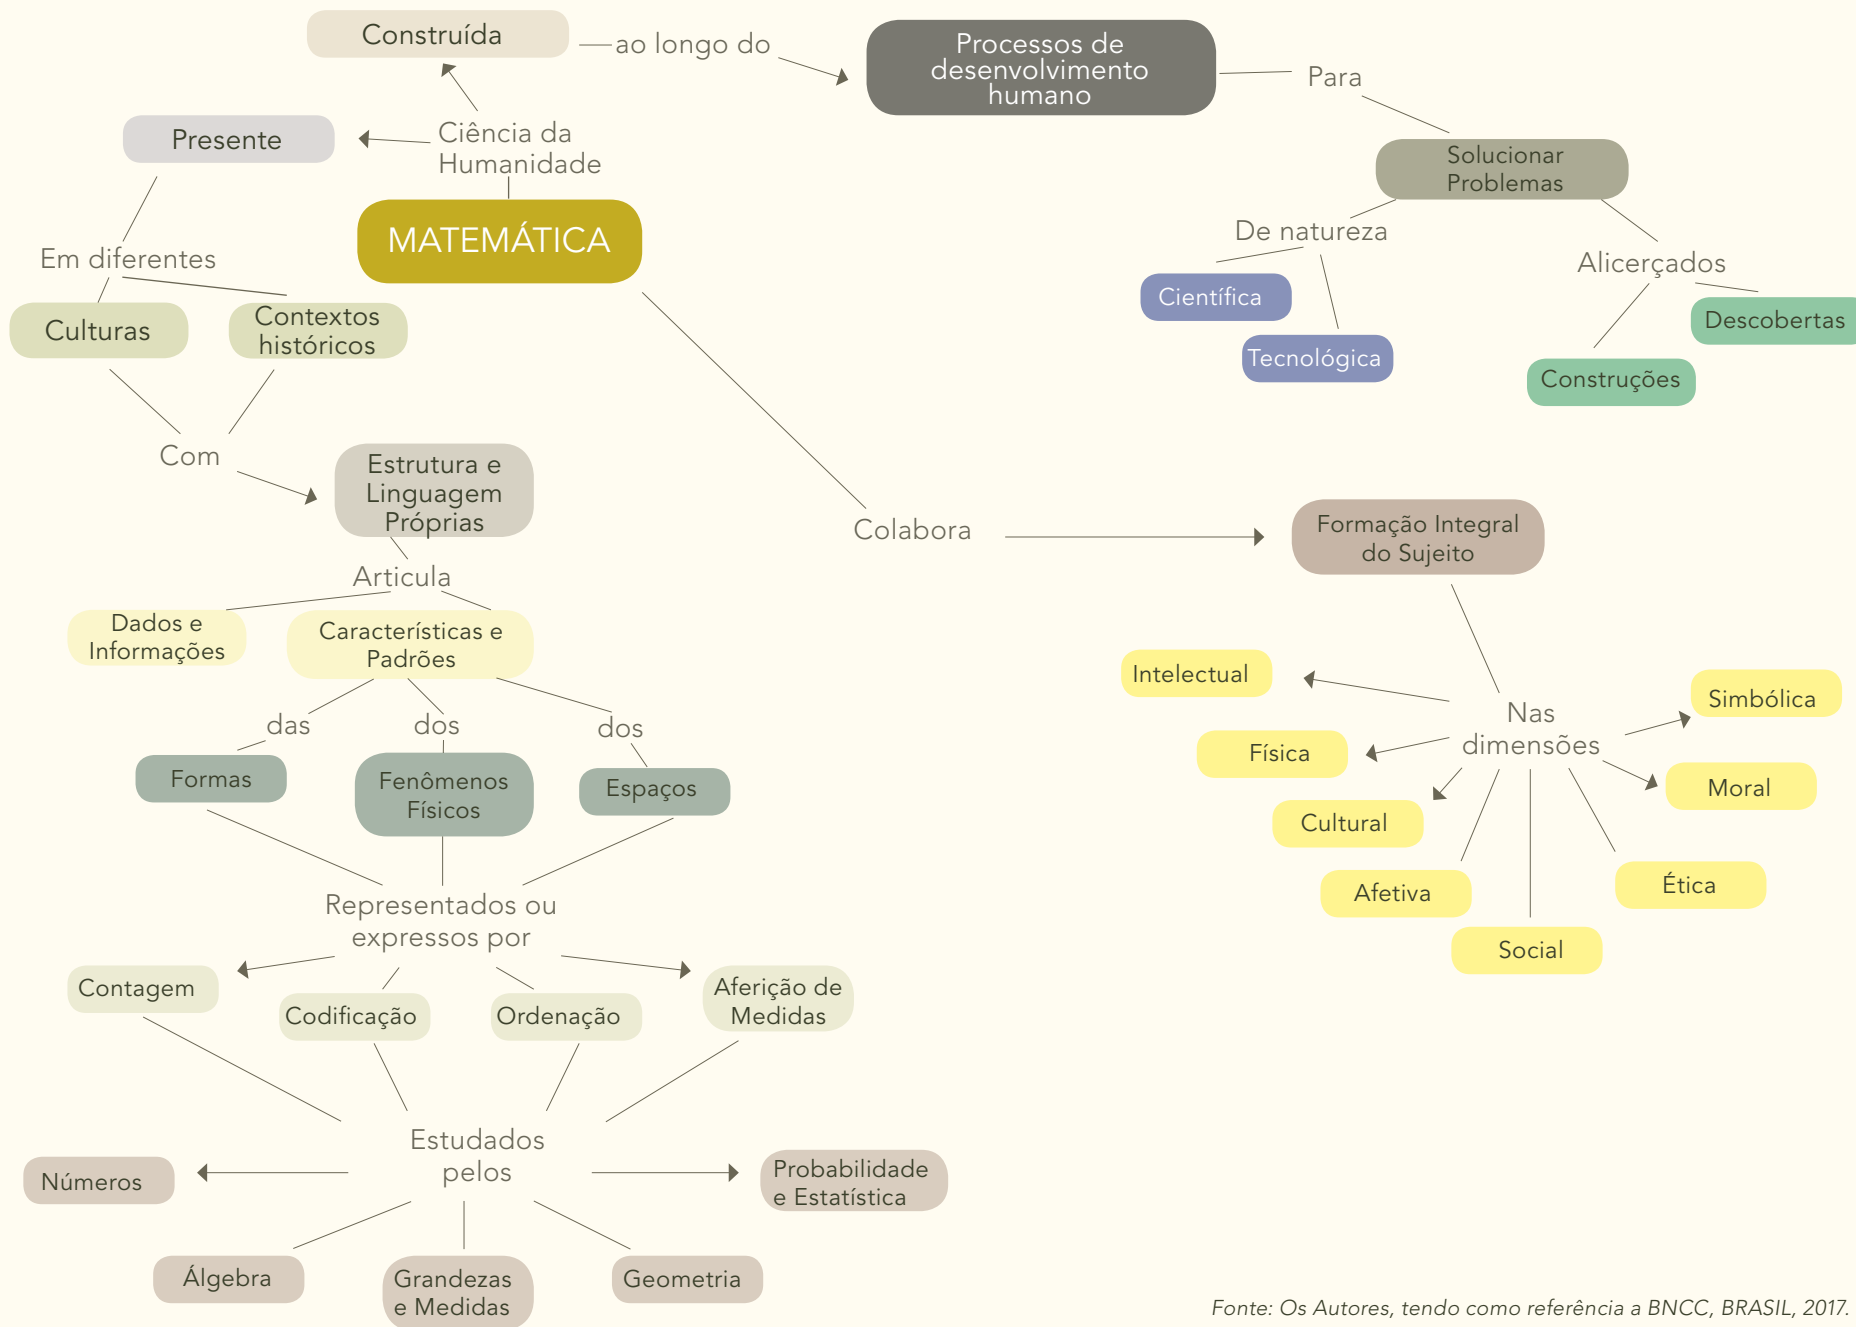 Construída
ao longo do
Processos de
desenvolvimento
humano
Para
Ciência da
Humanidade
Presente
Solucionar
Problemas
MATEMÁTICA
De natureza
Alicerçados
Em diferentes
Científica
Descobertas
Culturas
Contextos
históricos
Tecnológica
Construções
Com
Estrutura e
Linguagem
Próprias
Colabora
Formação Integral
do Sujeito
Articula
Dados e
Informações
Características e
Padrões
Intelectual
Simbólica
das
dos
dos
Nas
dimensões
Física
Formas
Fenômenos
Físicos
Espaços
Moral
Cultural
Afetiva
Ética
Social
Representados ou
expressos por
Contagem
Codificação
Ordenação
Aferição de
Medidas
Estudados
pelos
Números
Probabilidade
e Estatística
Álgebra
Grandezas
e Medidas
Geometria
Fonte: Os Autores, tendo como referência a BNCC, BRASIL, 2017.